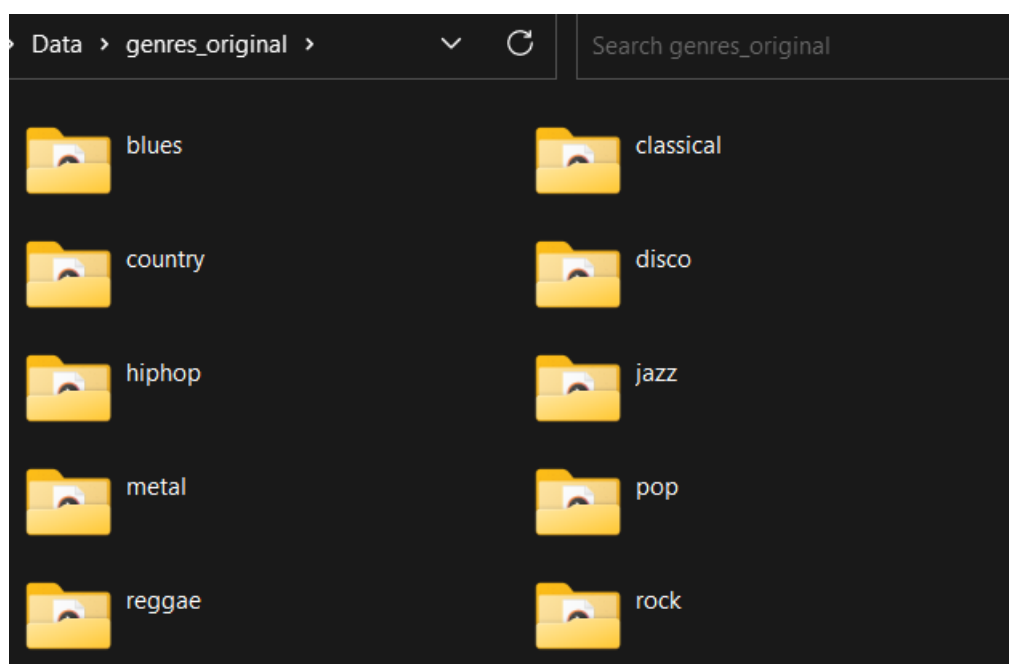 Data > genres_original >
Search genres_original
blues
classical
country
disco
hiphop
jazz
metal
pop
reggae
rock